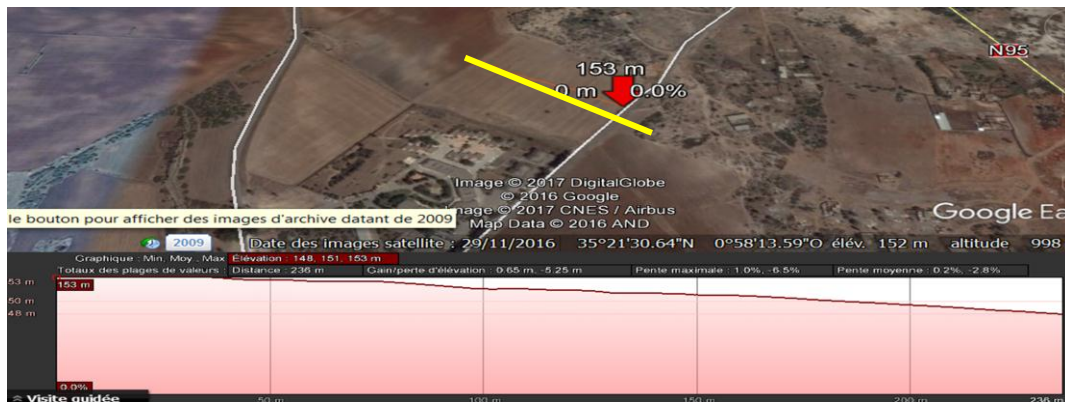 N95
153 m
0 m 0.0%
Image © 2017 DigitalGlobe
© 2016 Google
Image © 2017 CNES / Airbus
Map Data © 2016 AND
Google Ea
le bouton pour afficher des images d'archive datant de 2009
2009 Date des images satellite : 29/11/2016 35°21'30.64"N 0°58'13.59"O élév. 152 m altitude 998
Graphique : Min, Moy , Max Élévation : 148, 151, 153 m
Totaux des plages de valeurs : Distance : 236 m Gain/perte d'élévation : 0.65 m, -5.25 m Pente maximale : 1.0%, -6.5% Pente moyenne : 0.2%, -2.8%
53 m 153 m
50 m
48 m
0.0%
Visite guidée 50 m 100 m 150 m 200 m 236 m